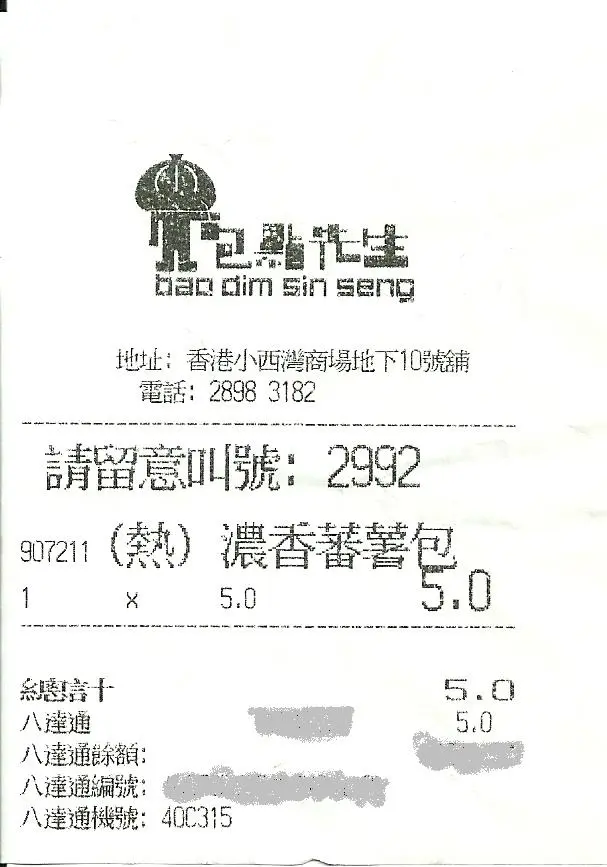 包點先生
bao dim sin seng
地址: 香港小西灣商場地下10號舖
電話: 2898 3182
請留意叫號: 2992
907211 (熱) 濃香蕃薯包
5.0
1 x 5.0
總計 5.0
八達通 5.0
八達通餘額:
八達通編號:
八達通機號: 400315